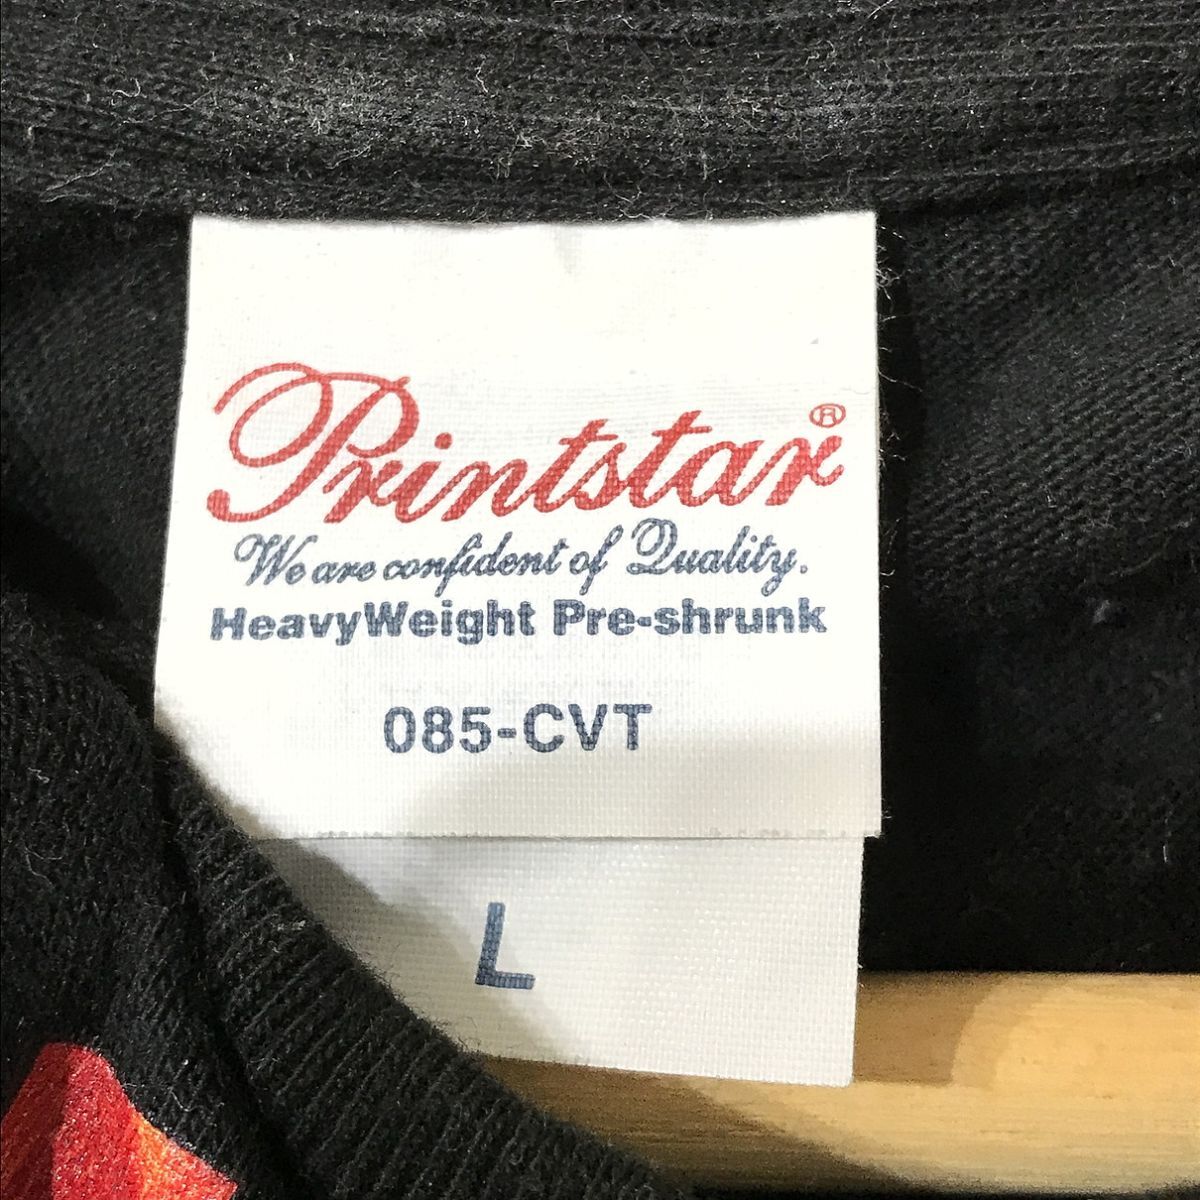 Printstar®
We are confident of Quality.
HeavyWeight Pre-shrunk
085-CVT
L